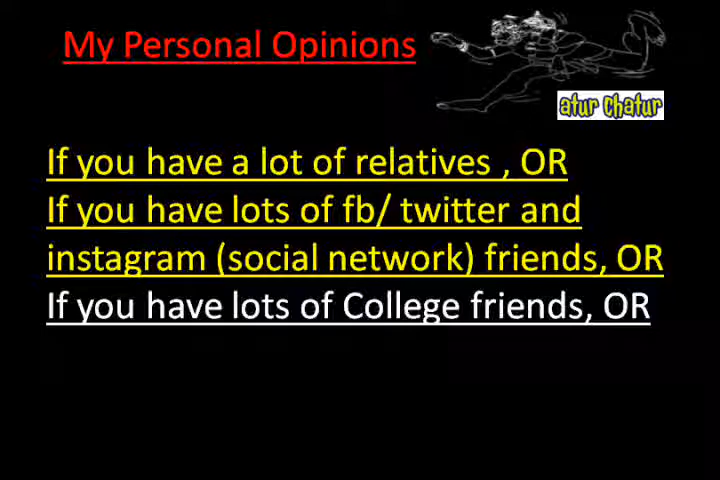 My Personal Opinions
atur chatur
If you have a lot of relatives , OR
If you have lots of fb/ twitter and
instagram (social network) friends, OR
If you have lots of College friends, OR